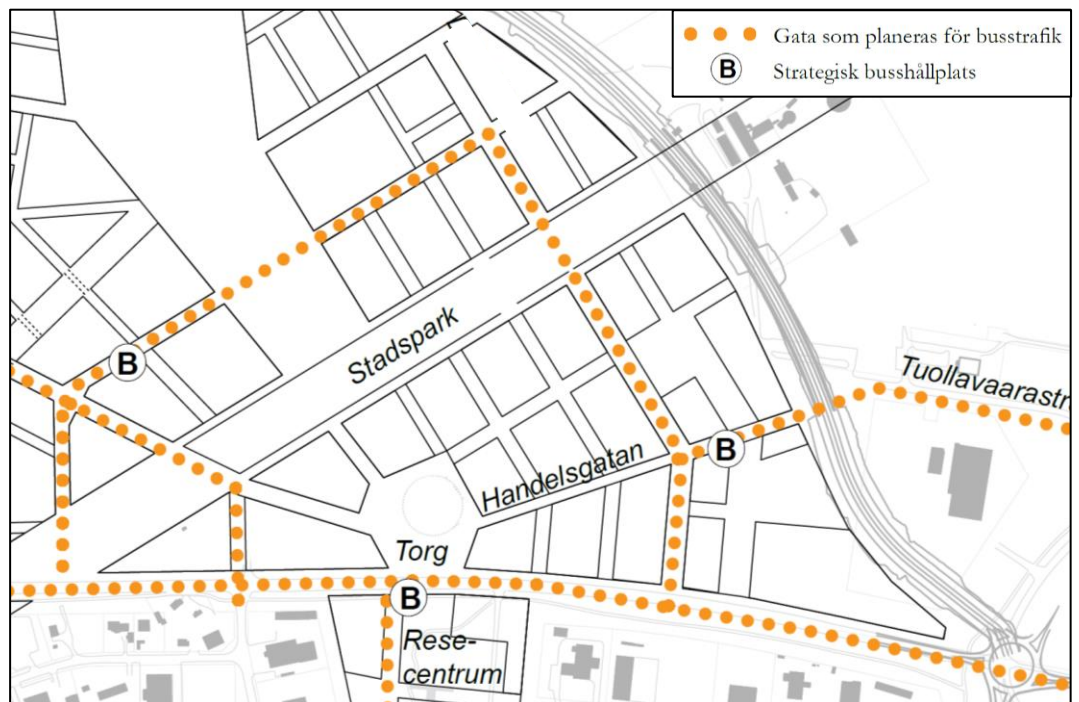 Gata som planeras för busstrafik
B Strategisk busshållplats
Tuollavaarastr
Stadspark
B
B
Handelsgatan
Torg
B
Rese-
centrum